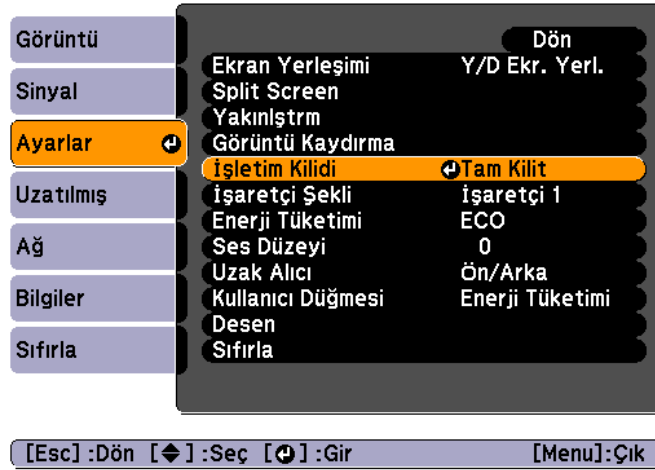 Görüntü
Sinyal
Ayarlar
Uzatılmış
Ağ
Bilgiler
Sıfırla
Dön
Ekran Yerleşimi Y/D Ekr. Yerl.
Split Screen
Yakınlştrm
Görüntü Kaydırma
İşletim Kilidi Tam Kilit
İşaretçi Şekli İşaretçi 1
Enerji Tüketimi ECO
Ses Düzeyi 0
Uzak Alıcı Ön/Arka
Kullanıcı Düğmesi Enerji Tüketimi
Desen
Sıfırla
[Esc] :Dön [◆] :Seç [↵] :Gir [Menu]:Çık